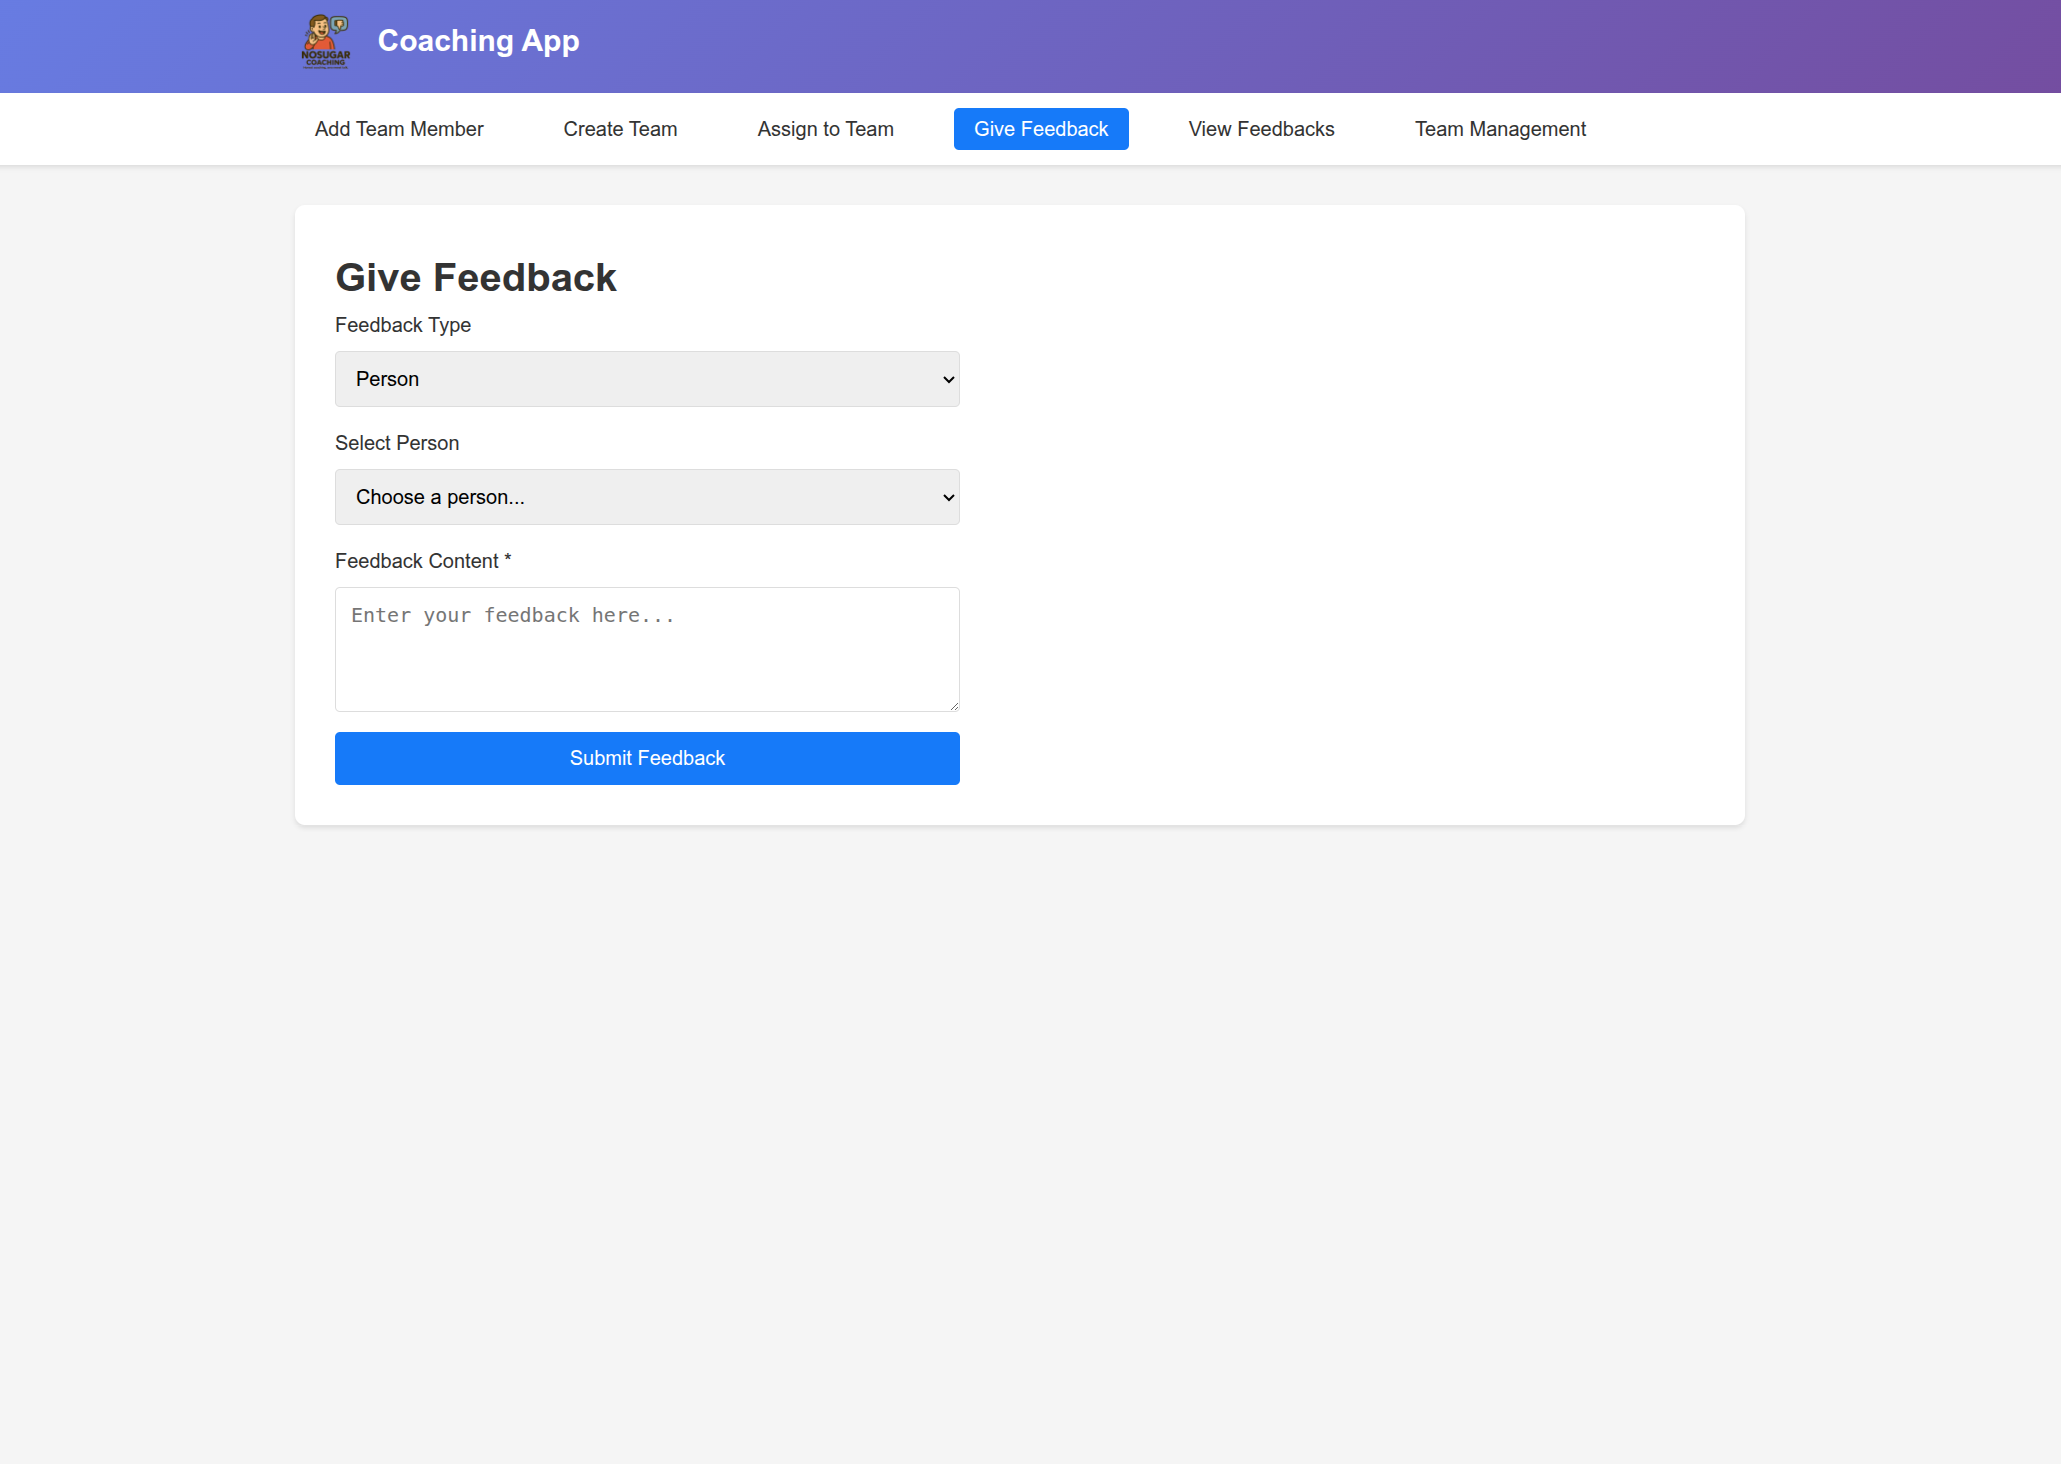 NOSUGAR
COACHING
Coaching App
Add Team Member
Create Team
Assign to Team
Give Feedback
View Feedbacks
Team Management
Give Feedback
Feedback Type
Person
Select Person
Choose a person...
Feedback Content *
Enter your feedback here...
Submit Feedback